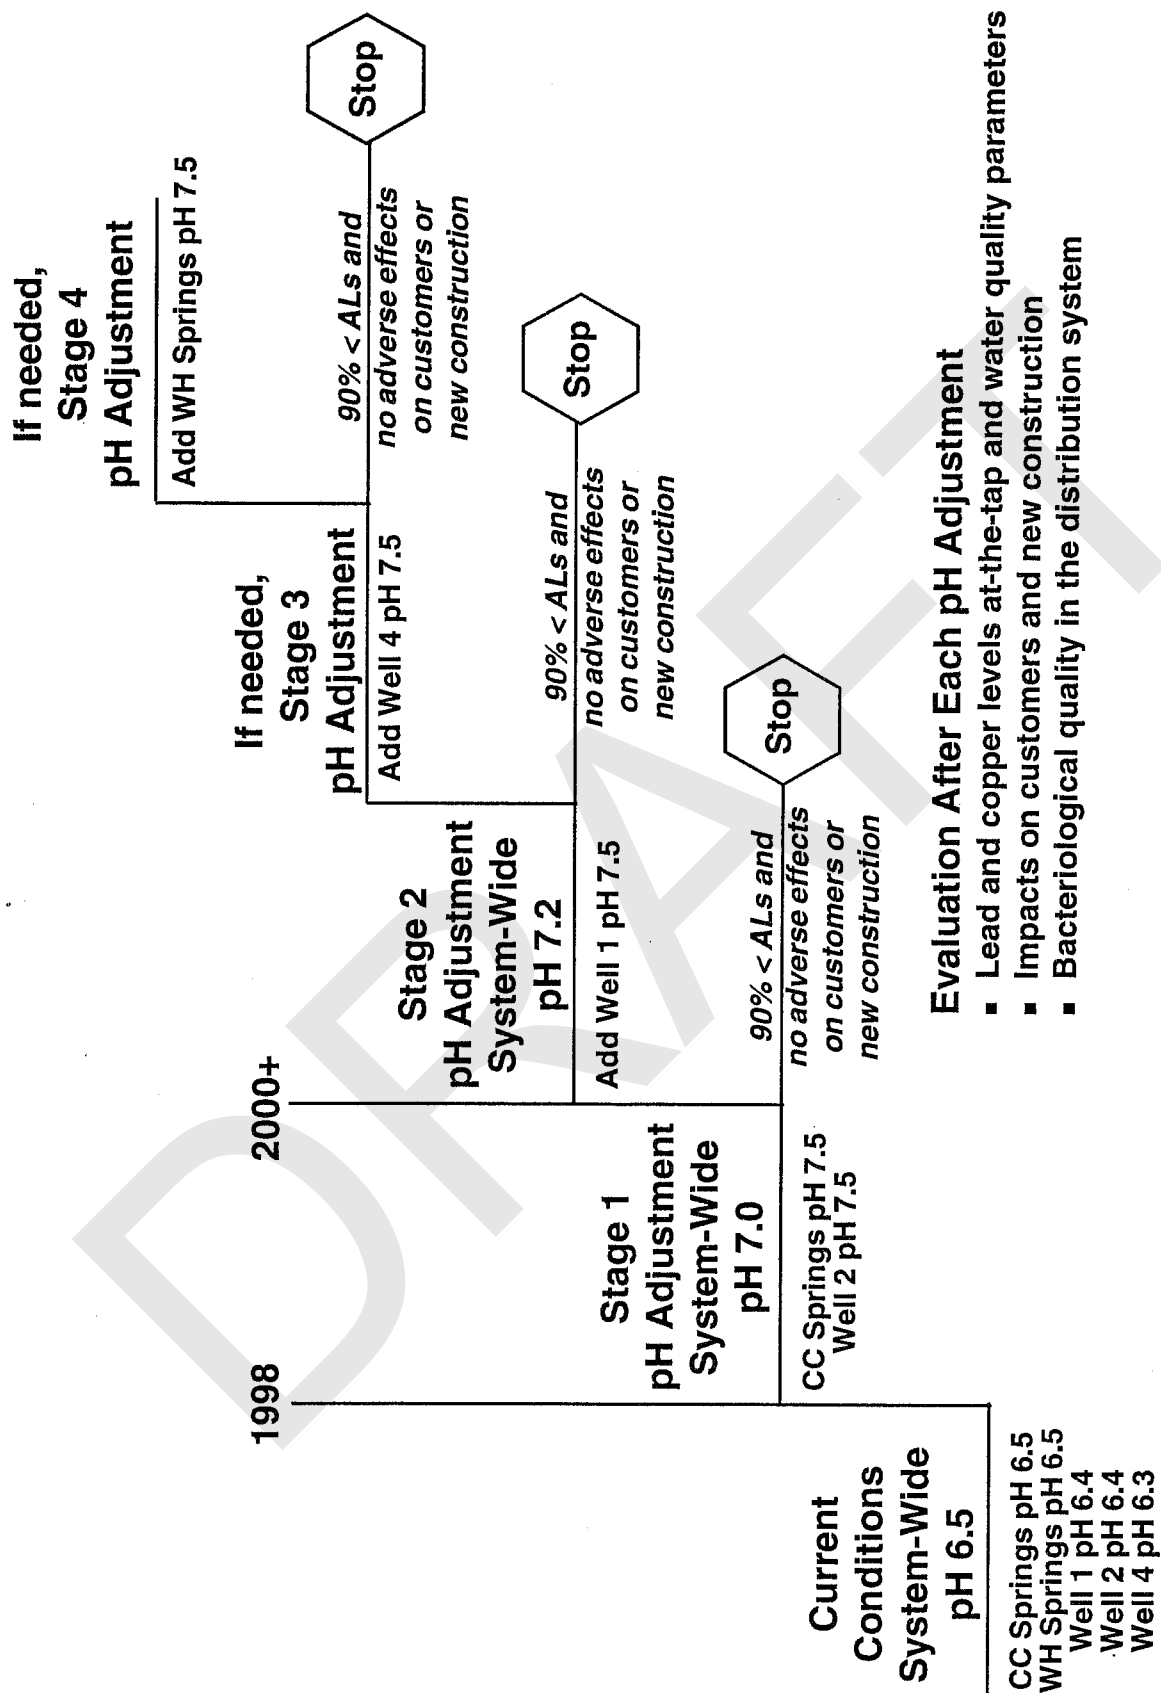 1998
2000+
Current
Conditions
System-Wide
pH 6.5
CC Springs pH 6.5
WH Springs pH 6.5
Well 1 pH 6.4
Well 2 pH 6.4
Well 4 pH 6.3
Stage 1
pH Adjustment
System-Wide
pH 7.0
CC Springs pH 7.5
Well 2 pH 7.5
90% < ALs and
no adverse effects
on customers or
new construction
Stop
Stage 2
pH Adjustment
System-Wide
pH 7.2
Add Well 1 pH 7.5
90% < ALs and
no adverse effects
on customers or
new construction
Stop
If needed,
Stage 3
pH Adjustment
Add Well 4 pH 7.5
90% < ALs and
no adverse effects
on customers or
new construction
Stop
If needed,
Stage 4
pH Adjustment
Add WH Springs pH 7.5
Evaluation After Each pH Adjustment
▪ Lead and copper levels at-the-tap and water quality parameters
▪ Impacts on customers and new construction
▪ Bacteriological quality in the distribution system
DRAFT